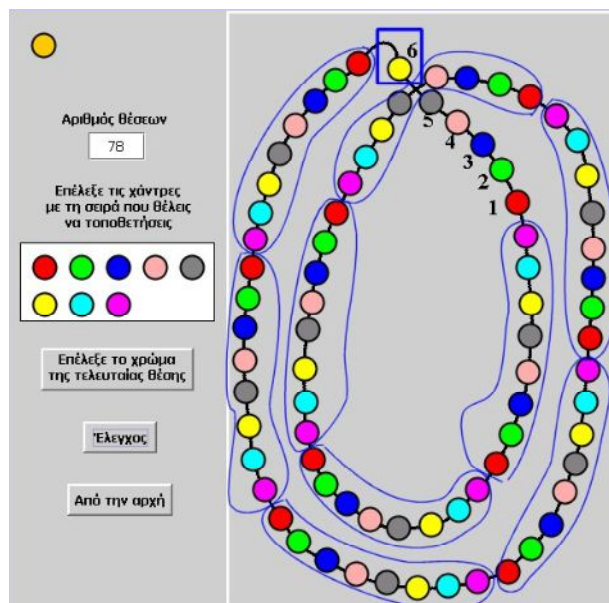 Αριθμός θέσεων
78
Επέλεξε τις χάντρες
με τη σειρά που θέλεις
να τοποθετήσεις
Επέλεξε το χρώμα
της τελευταίας θέσης
Έλεγχος
Από την αρχή
6
5
4
3
2
1